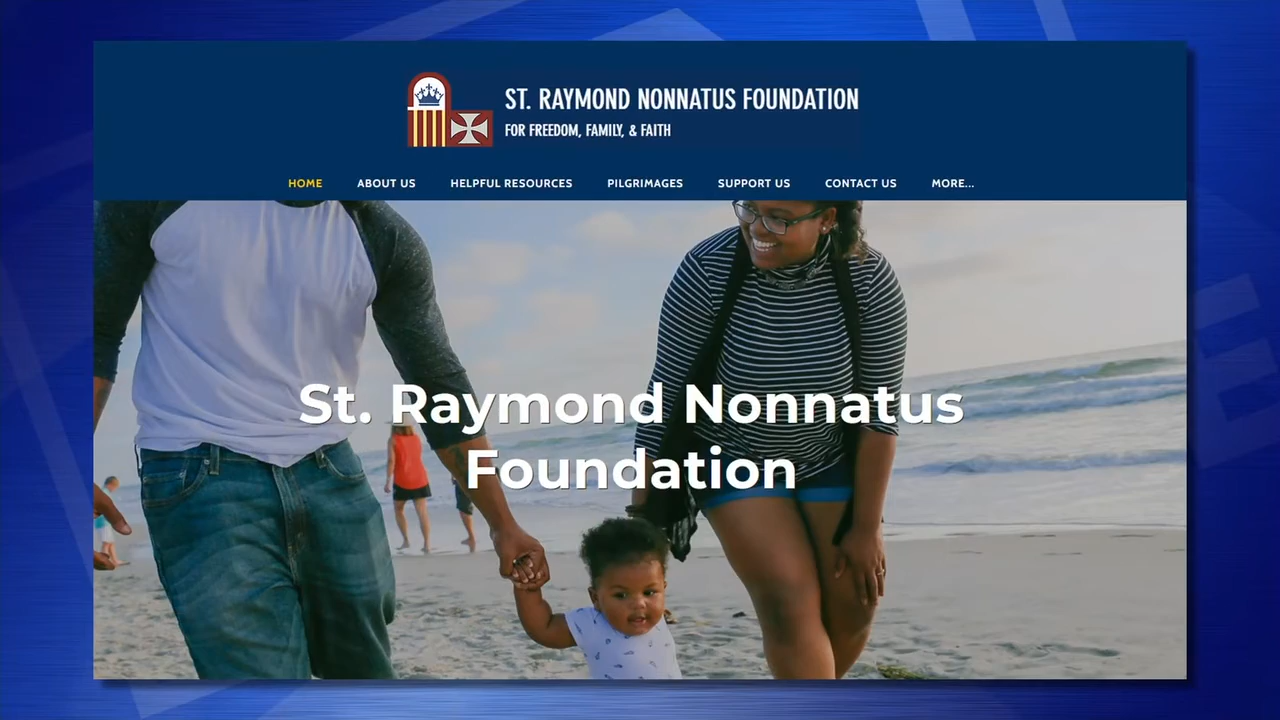 ST. RAYMOND NONNATUS FOUNDATION
FOR FREEDOM, FAMILY, & FAITH
HOME ABOUT US HELPFUL RESOURCES PILGRIMAGES SUPPORT US CONTACT US MORE...
St. Raymond Nonnatus
Foundation